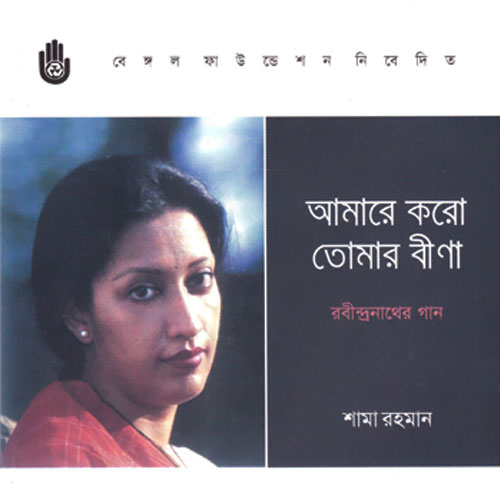 বেঙ্গল ফাউন্ডেশন নিবেদিত
আমারে করো
তোমার বীণা
রবীন্দ্রনাথের গান
শামা রহমান